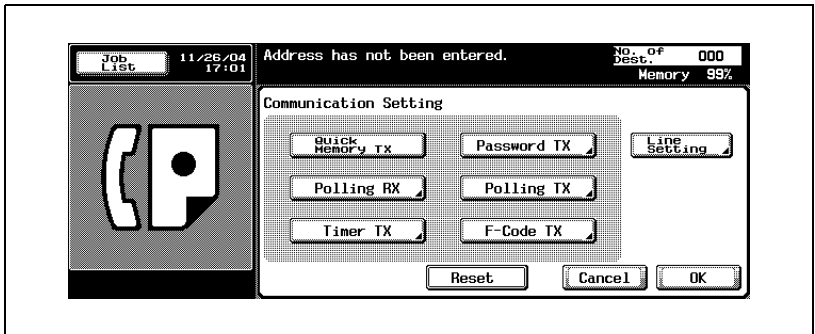 Job List
11/26/04
17:01
Address has not been entered.
No. of Dest. 000
Memory 99%
Communication Setting
Quick Memory TX
Password TX
Line Setting
Polling RX
Polling TX
Timer TX
F-Code TX
Reset
Cancel
OK